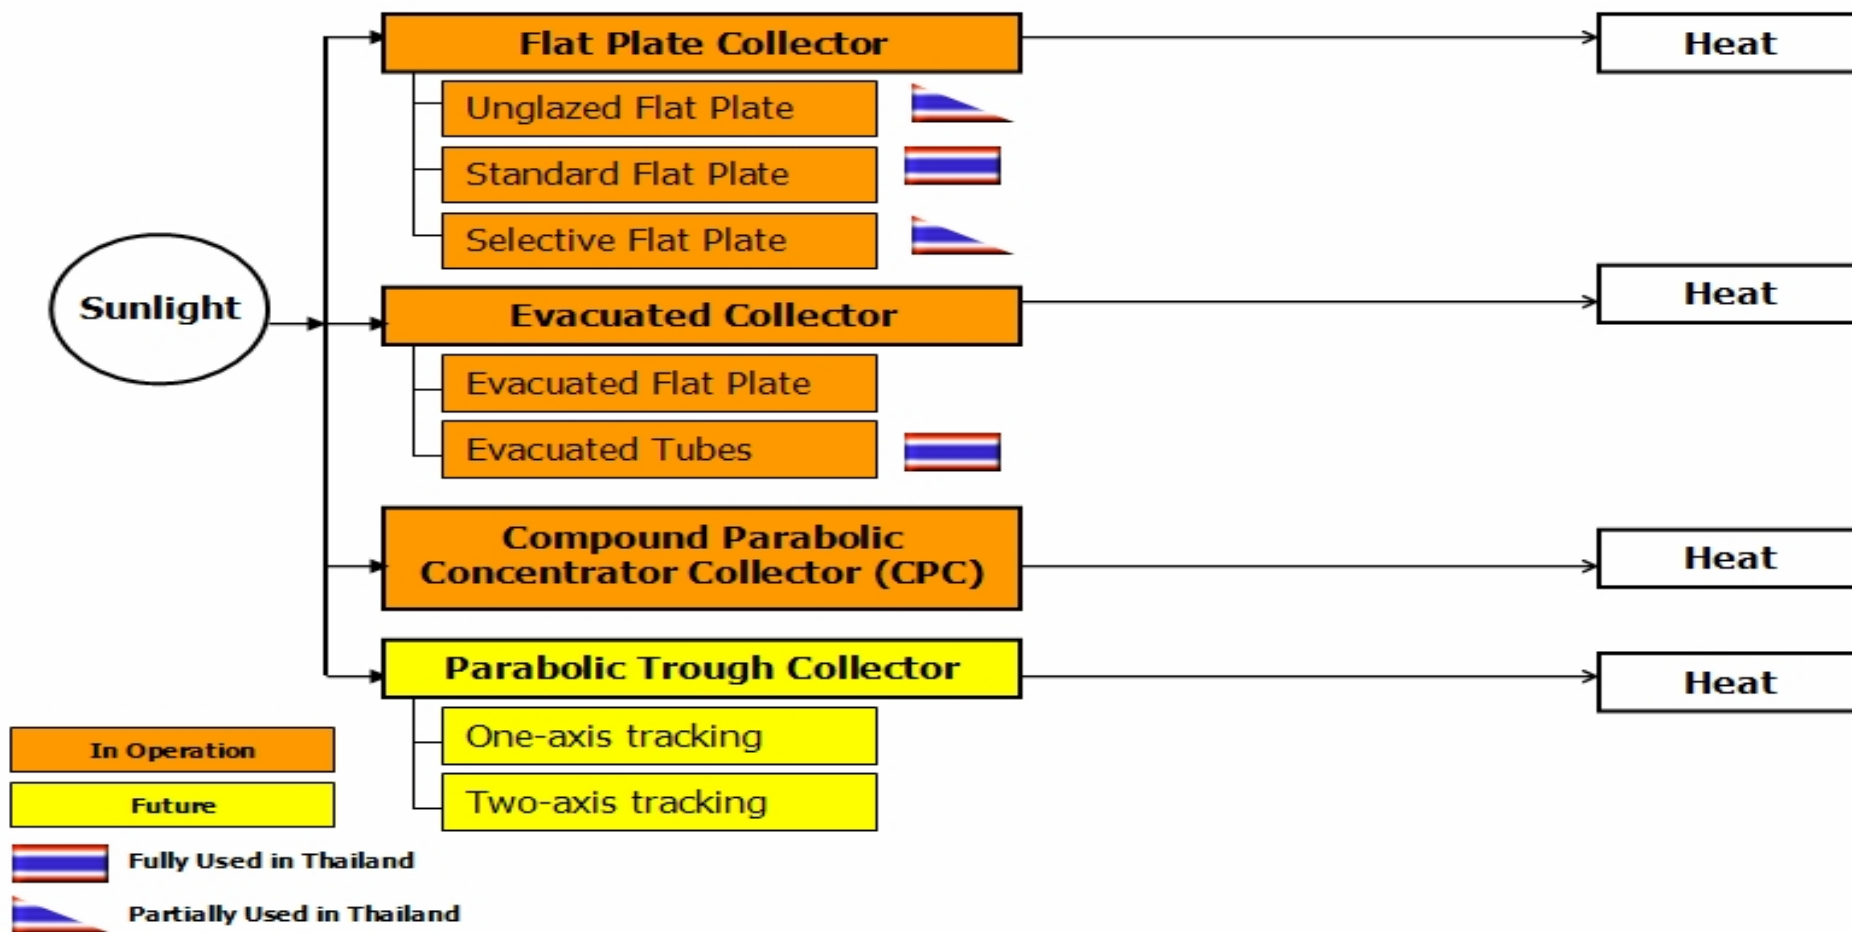 Flat Plate Collector
Heat
Unglazed Flat Plate
Standard Flat Plate
Selective Flat Plate
Sunlight
Evacuated Collector
Heat
Evacuated Flat Plate
Evacuated Tubes
Compound Parabolic
Concentrator Collector (CPC)
Heat
Parabolic Trough Collector
Heat
One-axis tracking
Two-axis tracking
In Operation
Future
Fully Used in Thailand
Partially Used in Thailand